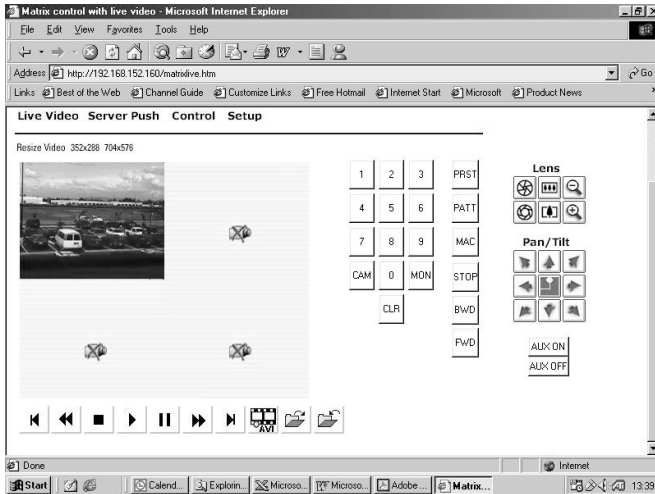 Matrix control with live video - Microsoft Internet Explorer
File Edit View Favorites Tools Help
Address http://192.168.152.160/matrixlive.htm Go
Links Best of the Web Channel Guide Customize Links Free Hotmail Internet Start Microsoft Product News
Live Video Server Push Control Setup
Resize Video 352x288 704x576
1 2 3 PRST
Lens
4 5 6 PATT
7 8 9 MAC
Pan/Tilt
CAM 0 MON STOP
CLR BWD
FWD
AUX ON
AUX OFF
AVI
Done Internet
Start Calend... Explorin... Microso... Microso... Adobe ... Matrix... 13:39